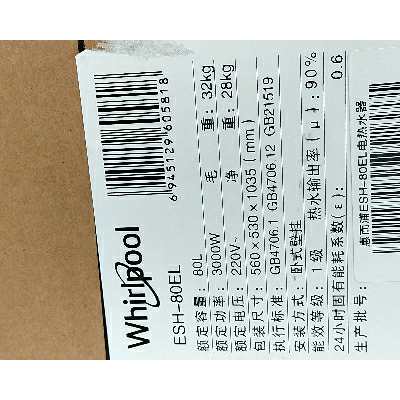 Whirlpool
ESH-80EL
6 945129 605818
额定容量：80L
毛 重：32kg
额定功率：3000W
净 重：28kg
额定电压：220V~
包装尺寸：560×530×1035(mm)
执行标准：GB4706.1 GB4706.12 GB21519
安装方式：卧式壁挂
能效等级：1级
热水输出率(μ)：90%
24小时固有能耗系数(ε)：0.6
生产批号：
惠而浦ESH-80EL电热水器